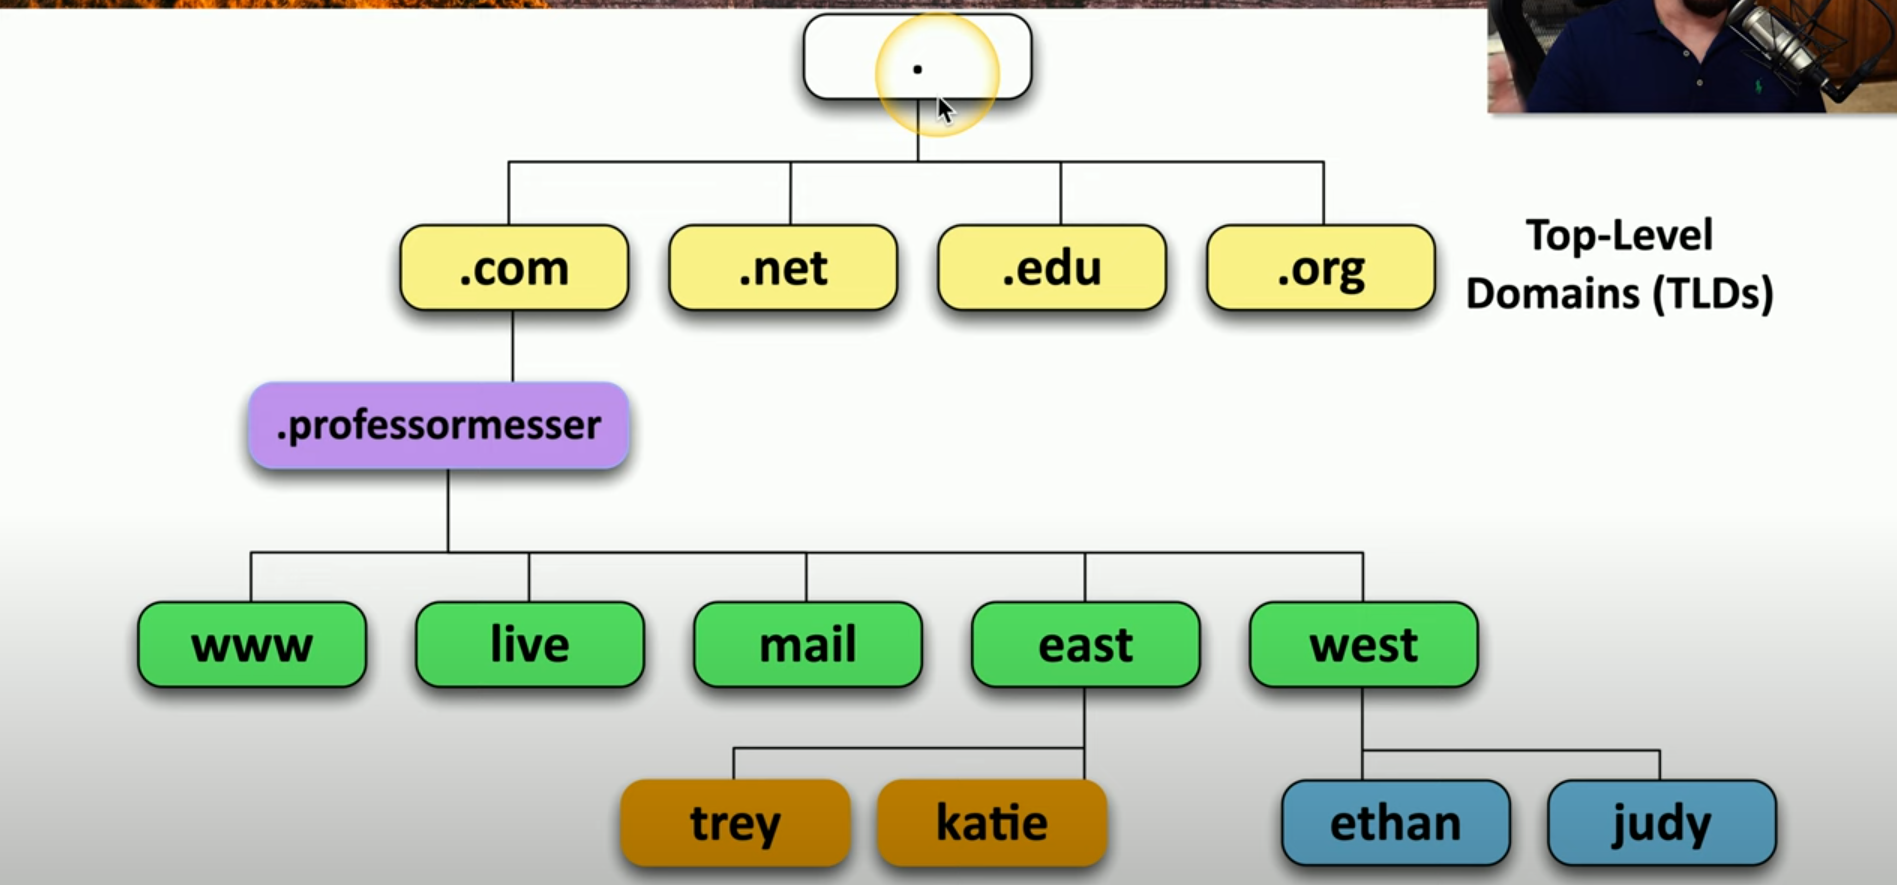 .
.com
.net
.edu
.org
Top-Level
Domains (TLDs)
.professormesser
www
live
mail
east
west
trey
katie
ethan
judy